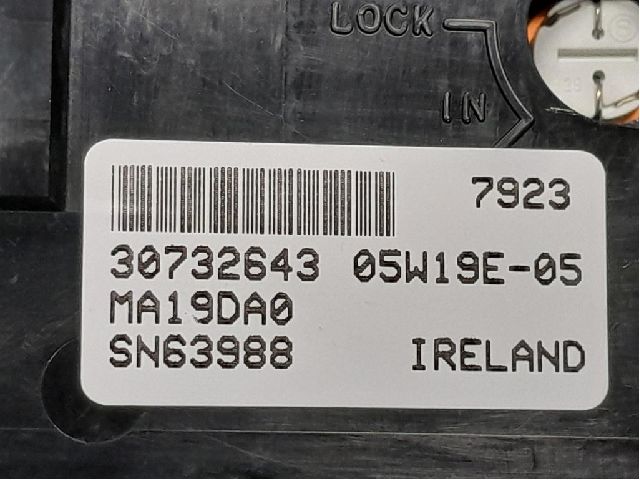 LOCK
IN
7923
30732643 05W19E-05
MA19DA0
SN63988 IRELAND